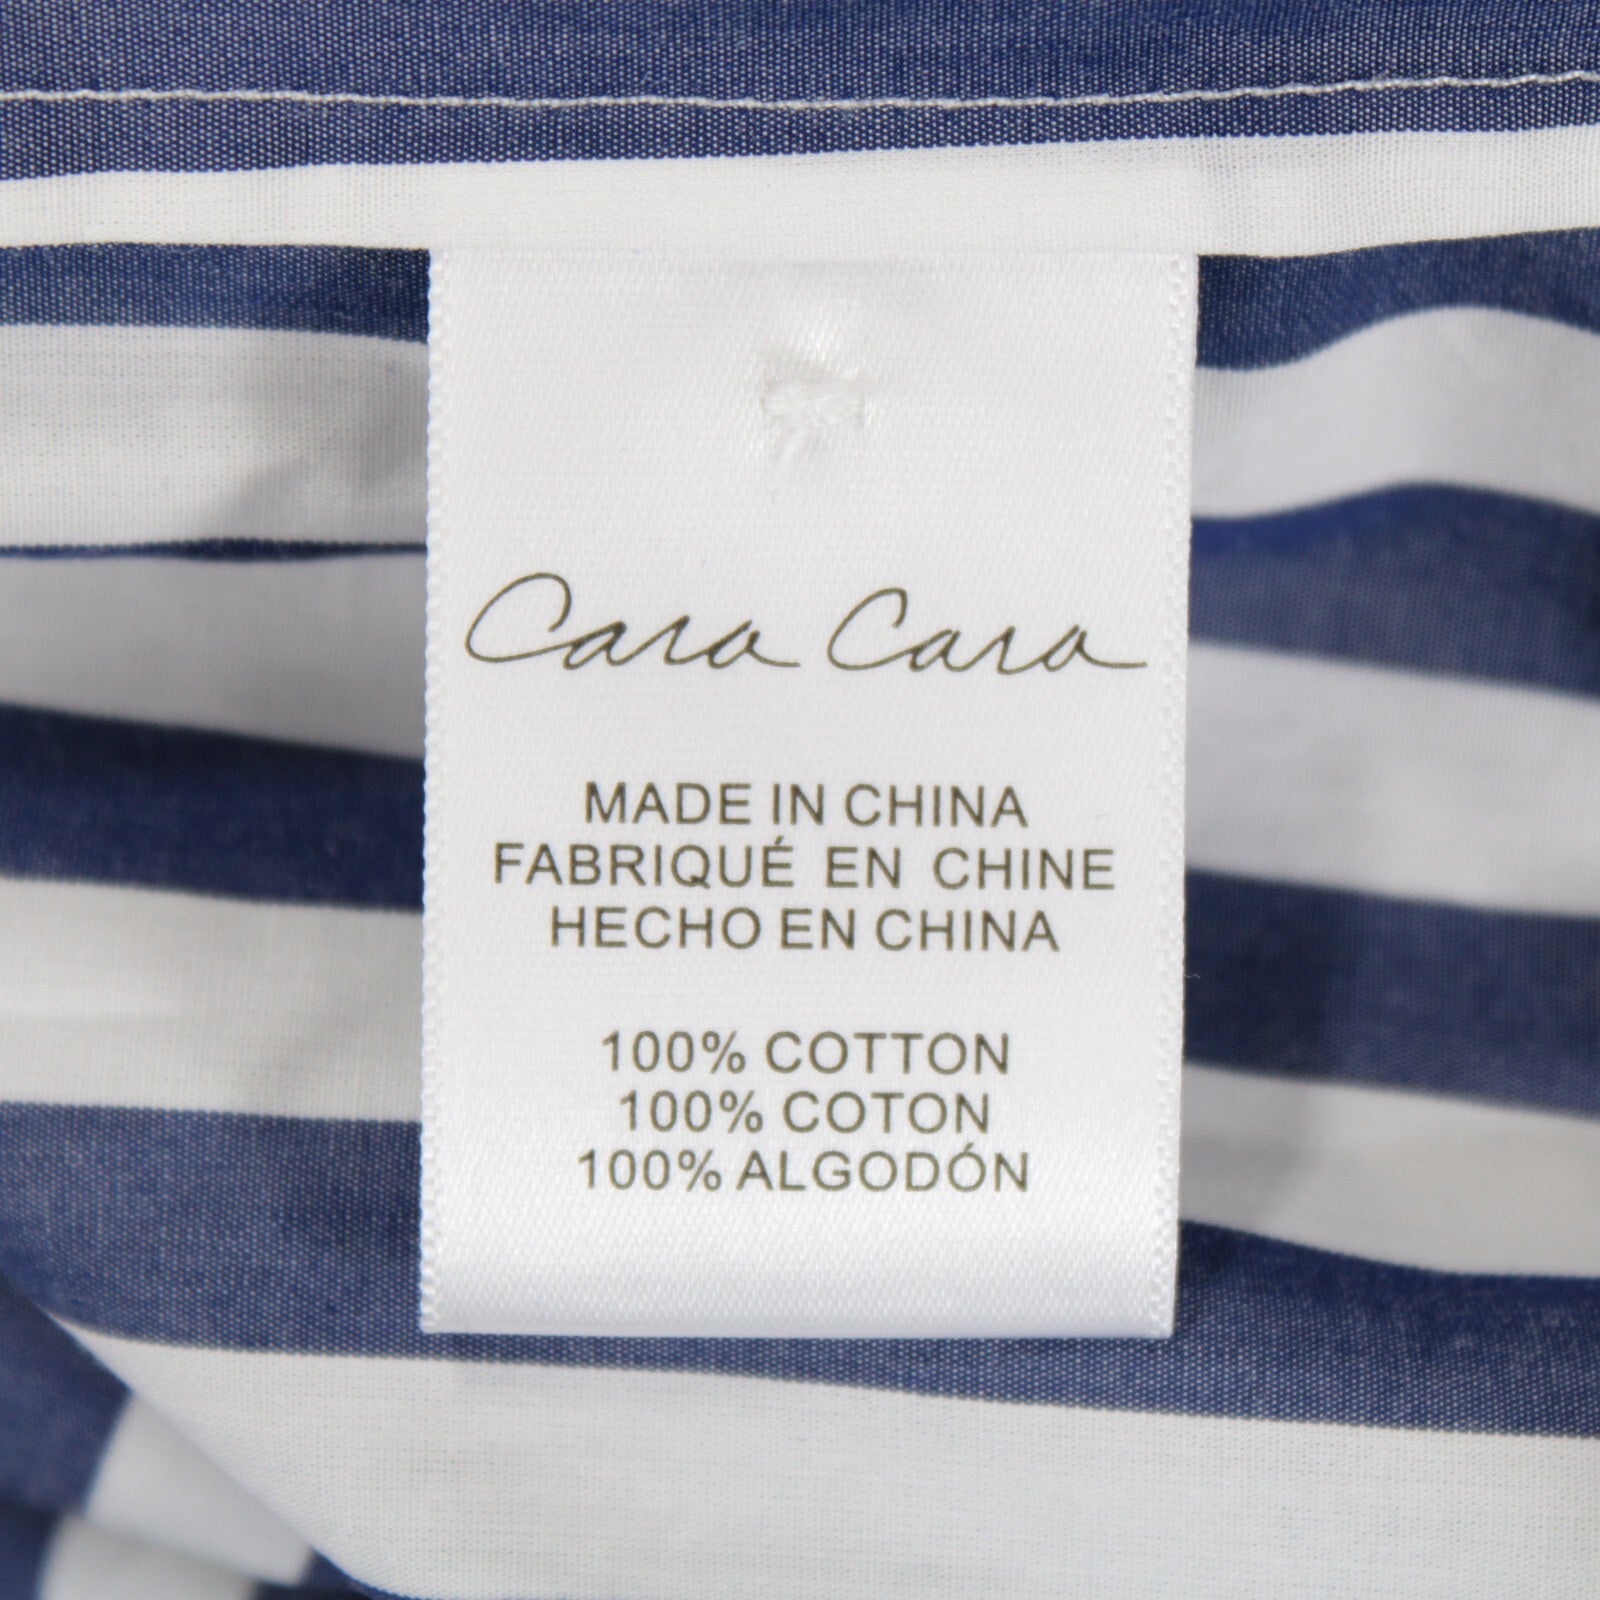 Cara Cara
MADE IN CHINA
FABRIQUÉ EN CHINE
HECHO EN CHINA
100% COTTON
100% COTON
100% ALGODÓN